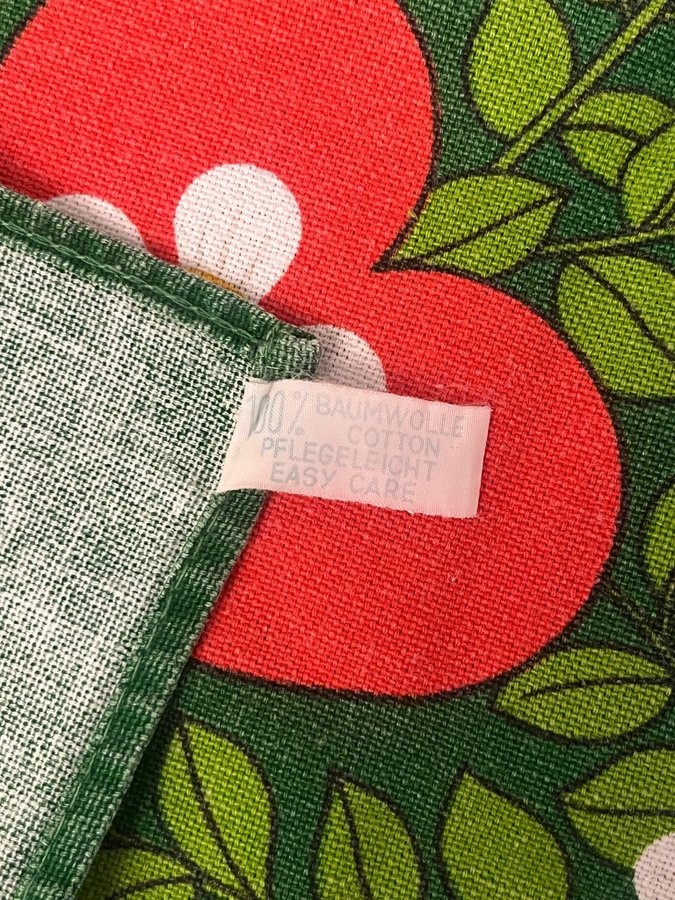 100% BAUMWOLLE
COTTON
PFLEGELEICHT
EASY CARE